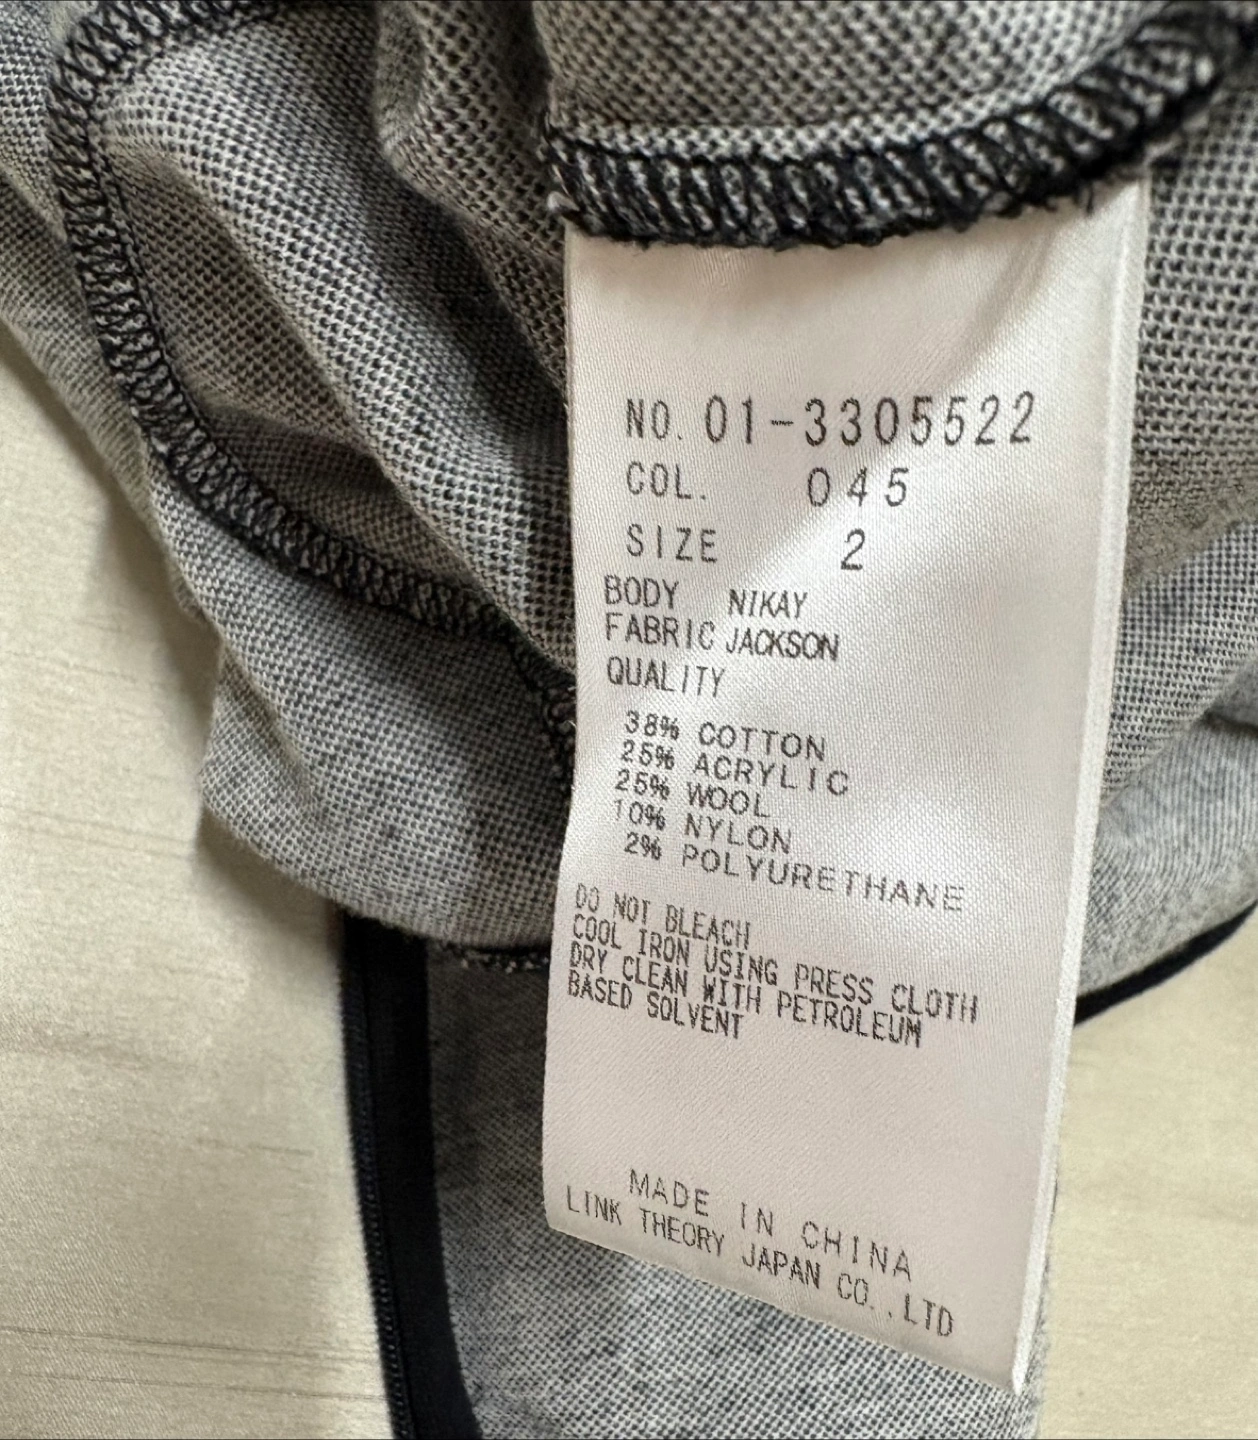 NO. 01-3305522
COL. 045
SIZE 2
BODY NIKAY
FABRIC JACKSON
QUALITY
38% COTTON
25% ACRYLIC
25% WOOL
10% NYLON
2% POLYURETHANE
DO NOT BLEACH
COOL IRON USING PRESS CLOTH
DRY CLEAN WITH PETROLEUM
BASED SOLVENT
MADE IN CHINA
LINK THEORY JAPAN CO.,LTD